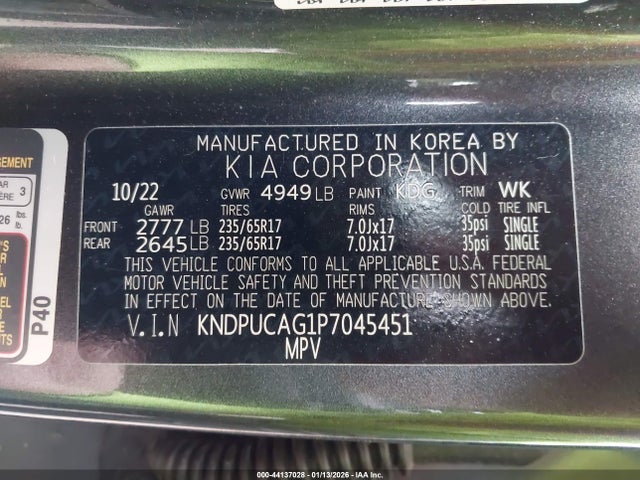 MANUFACTURED IN KOREA BY
KIA CORPORATION
10/22 GVWR 4949 LB PAINT KDG TRIM WK
GAWR TIRES RIMS COLD TIRE INFL
FRONT 2777 LB 235/65R17 7.0Jx17 35psi SINGLE
REAR 2645 LB 235/65R17 7.0Jx17 35psi SINGLE
THIS VEHICLE CONFORMS TO ALL APPLICABLE U.S.A. FEDERAL
MOTOR VEHICLE SAFETY AND THEFT PREVENTION STANDARDS
IN EFFECT ON THE DATE OF MANUFACTURE SHOWN ABOVE.
V.I.N KNDPUCAG1P7045451
MPV
3
26 lbs.
P40
000-44137028 - 01/13/2026 - IAA Inc.